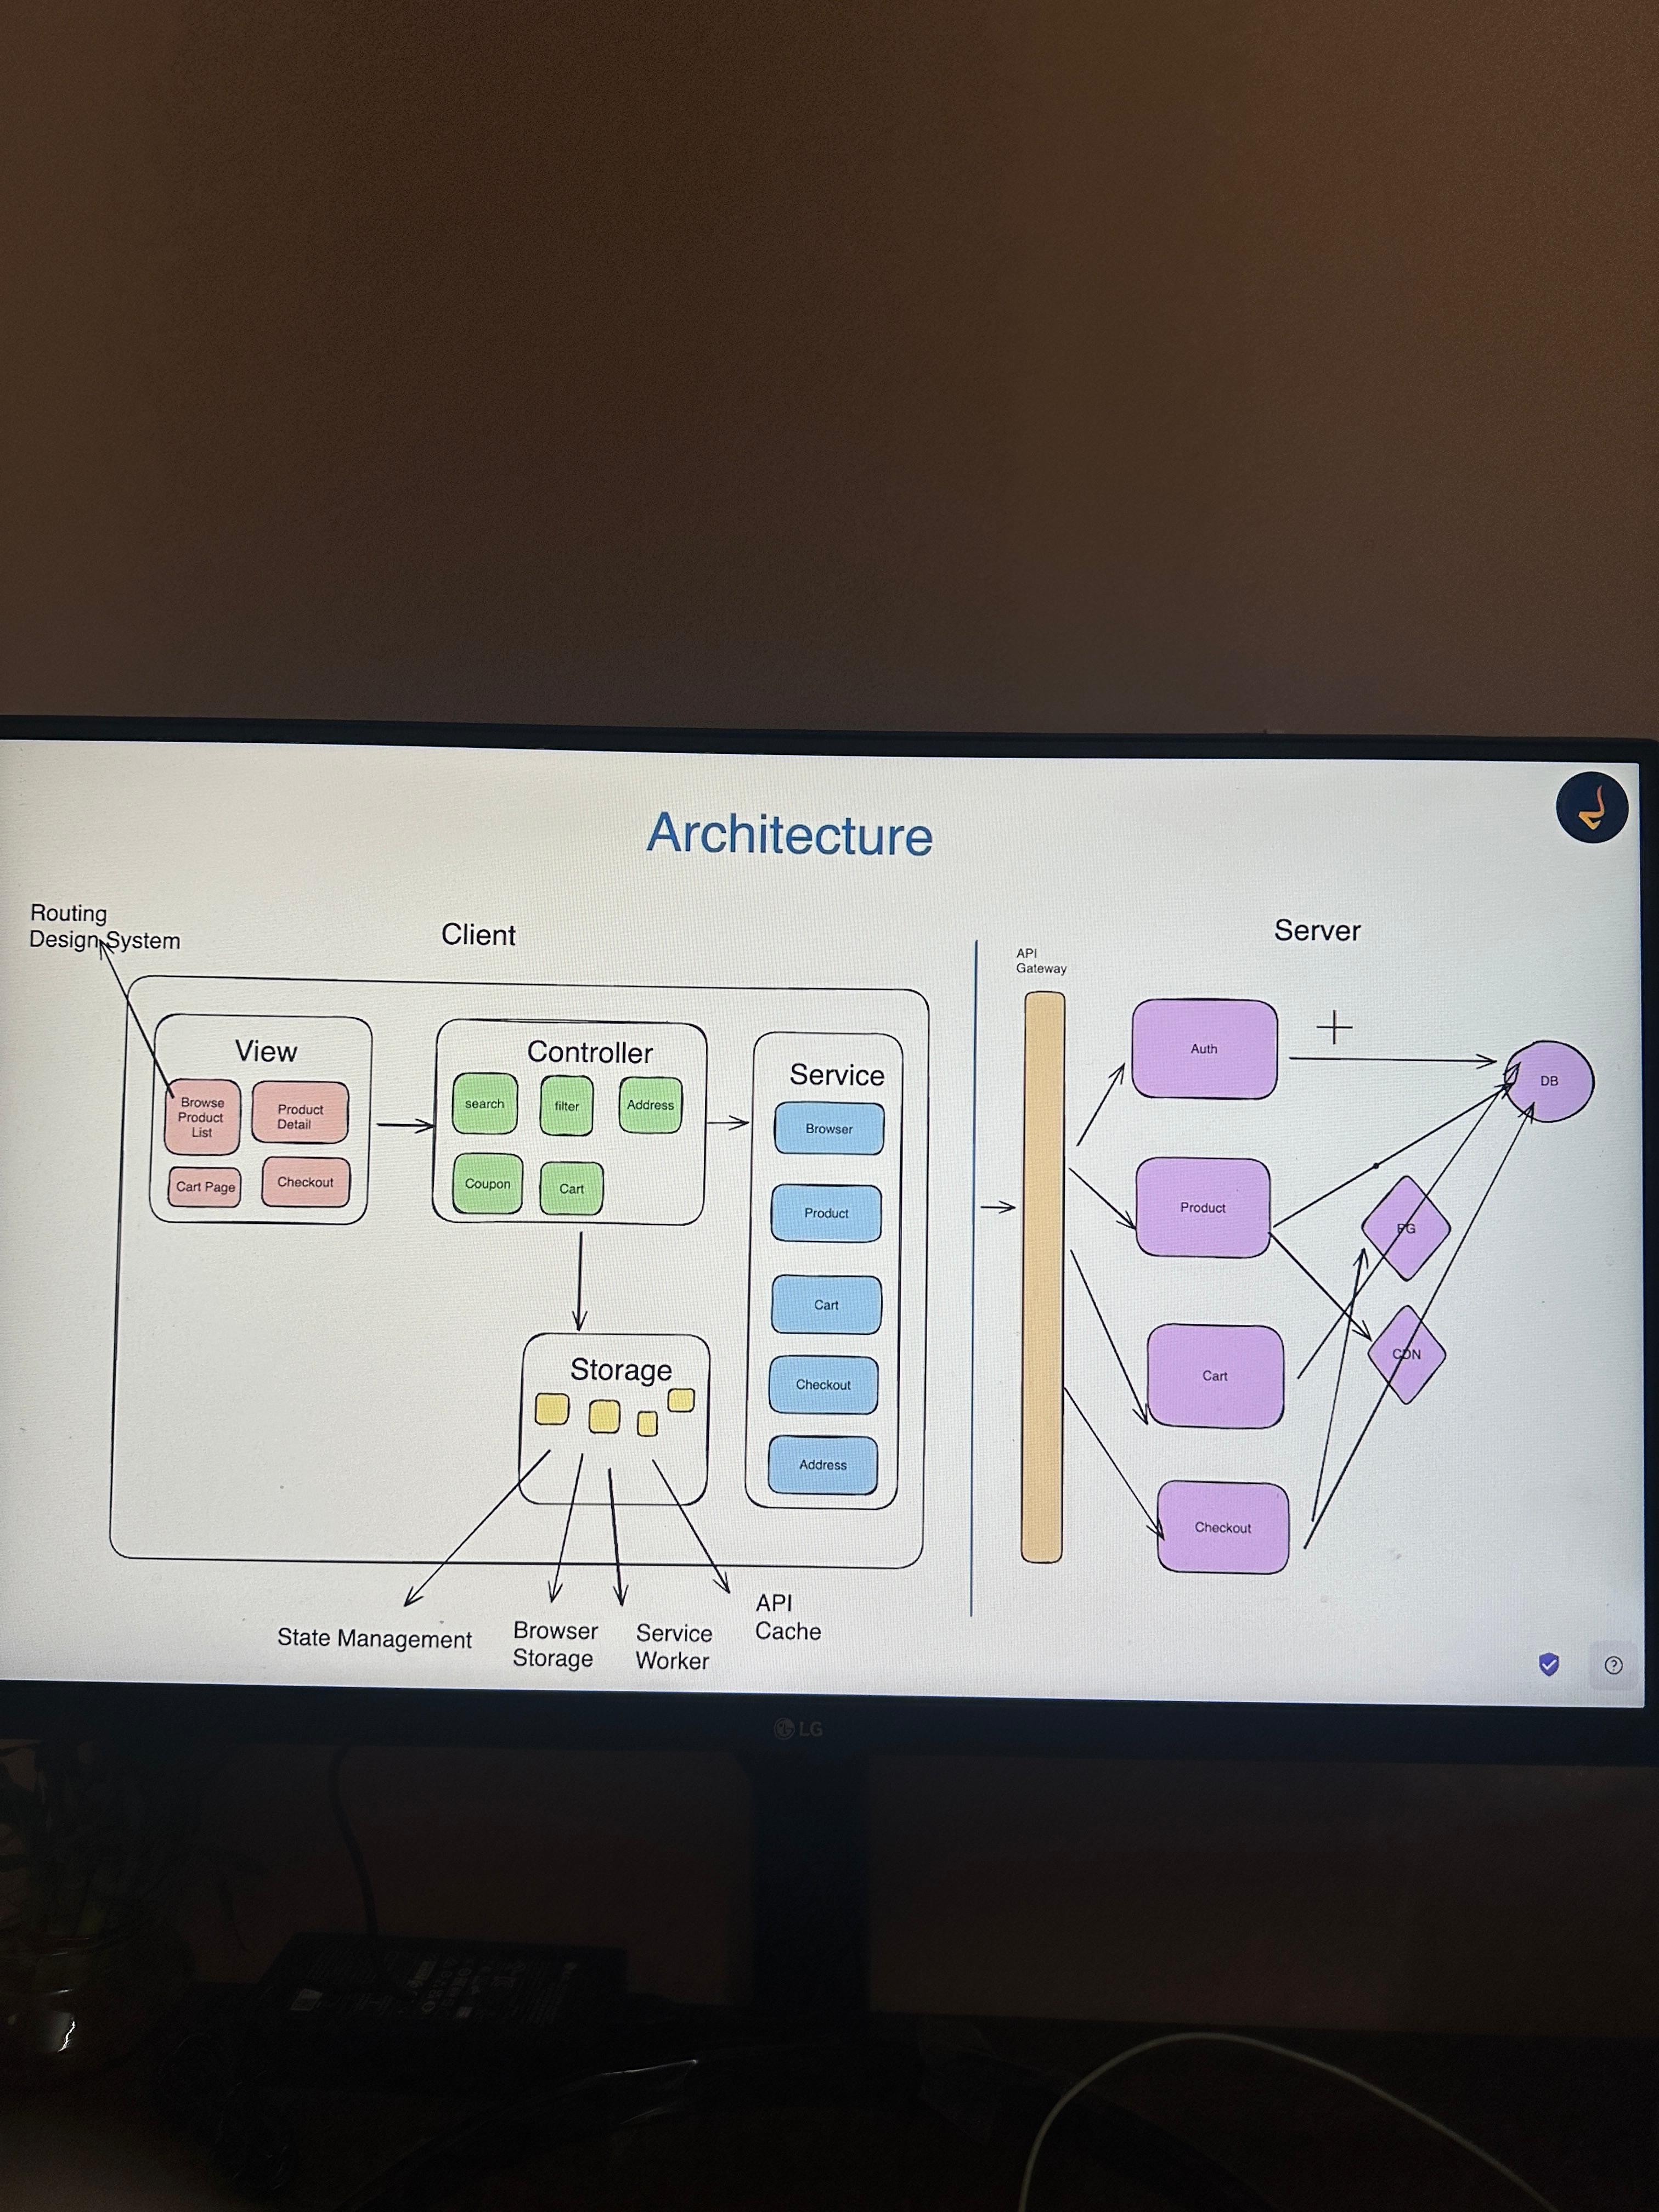 Architecture
Routing
Design System
Client
Server
API
Gateway
View
Browse
Product
List
Product
Detail
Cart Page
Checkout
Controller
search
filter
Address
Coupon
Cart
Service
Browser
Product
Cart
Checkout
Address
Storage
State Management
Browser
Storage
Service
Worker
API
Cache
Auth
Product
Cart
Checkout
DB
PG
CDN
LG